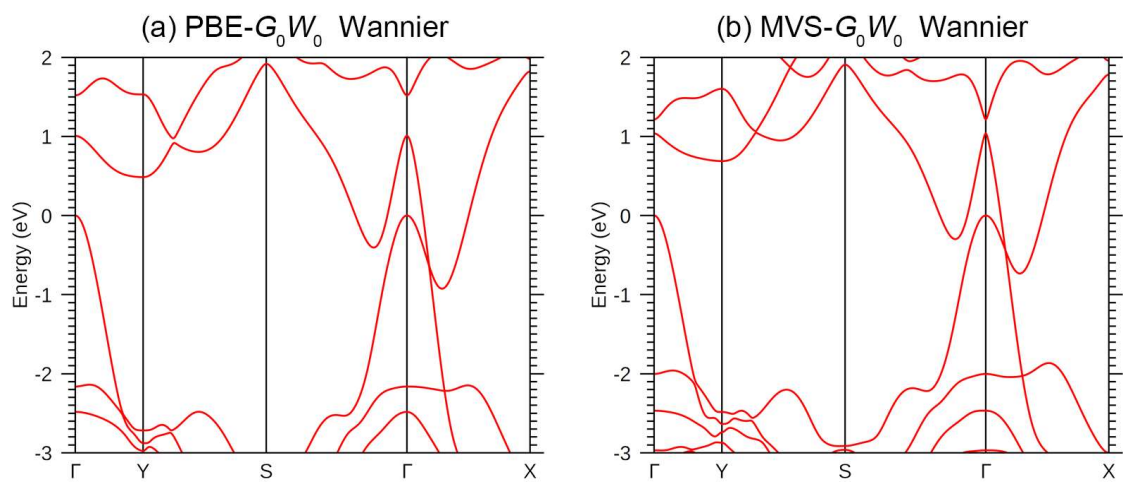 (a) PBE-G0W0 Wannier
2
1
0
-1
-2
-3
Energy (eV)
Γ Y S Γ X
(b) MVS-G0W0 Wannier
2
1
0
-1
-2
-3
Energy (eV)
Γ Y S Γ X